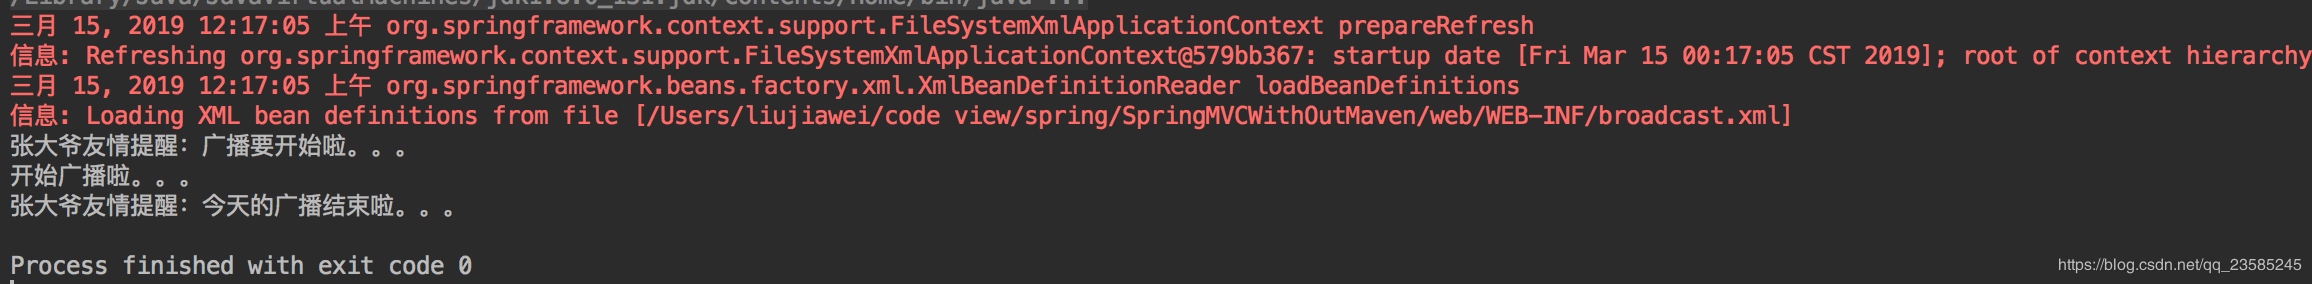 三月 15, 2019 12:17:05 上午 org.springframework.context.support.FileSystemXmlApplicationContext prepareRefresh
信息: Refreshing org.springframework.context.support.FileSystemXmlApplicationContext@579bb367: startup date [Fri Mar 15 00:17:05 CST 2019]; root of context hierarchy
三月 15, 2019 12:17:05 上午 org.springframework.beans.factory.xml.XmlBeanDefinitionReader loadBeanDefinitions
信息: Loading XML bean definitions from file [/Users/liujiawei/code view/spring/SpringMVCWithOutMaven/web/WEB-INF/broadcast.xml]
张大爷友情提醒：广播要开始啦。。。
开始广播啦。。。
张大爷友情提醒：今天的广播结束啦。。。
Process finished with exit code 0
https://blog.csdn.net/qq_23585245